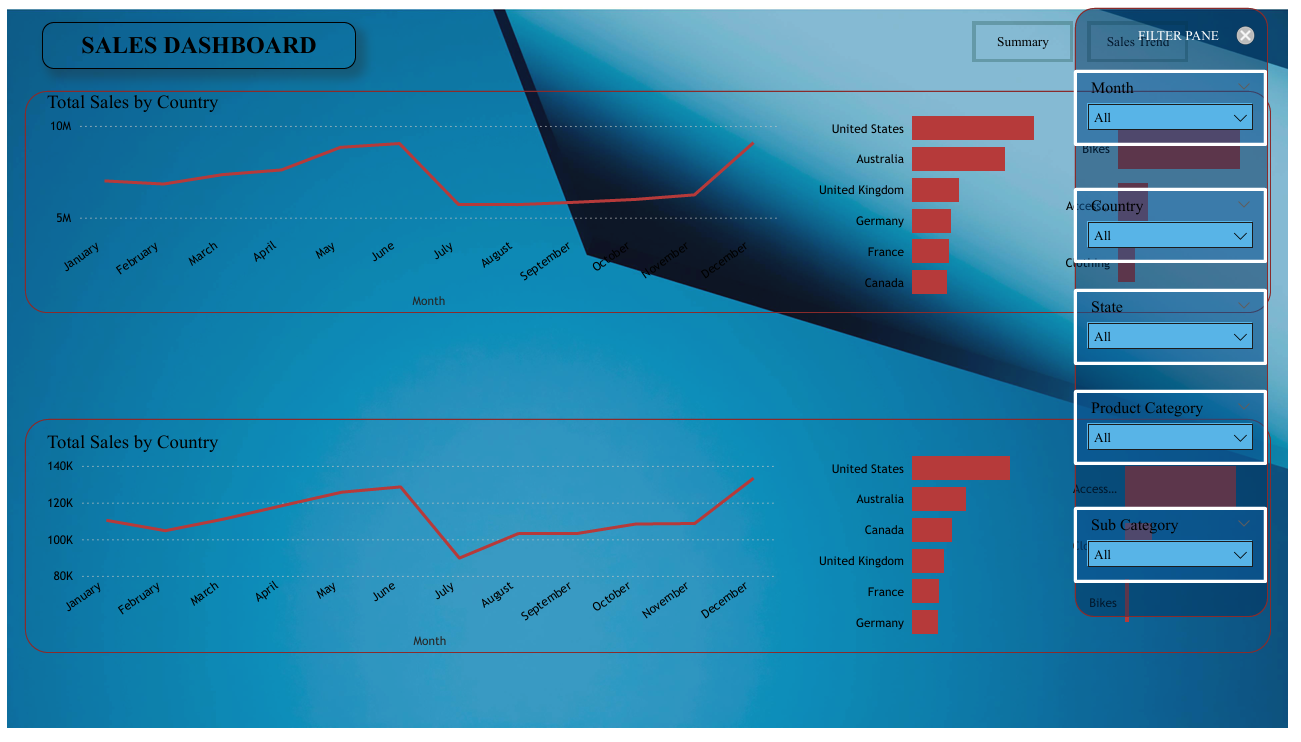 SALES DASHBOARD
Summary
Sales Trend
FILTER PANE
Total Sales by Country
10M
5M
January
February
March
April
May
June
July
August
September
October
November
December
Month
United States
Australia
United Kingdom
Germany
France
Canada
Bikes
Access...
Clothing
Month
All
Country
All
State
All
Product Category
All
Sub Category
All
Total Sales by Country
140K
120K
100K
80K
January
February
March
April
May
June
July
August
September
October
November
December
Month
United States
Australia
Canada
United Kingdom
France
Germany
Access...
Bikes